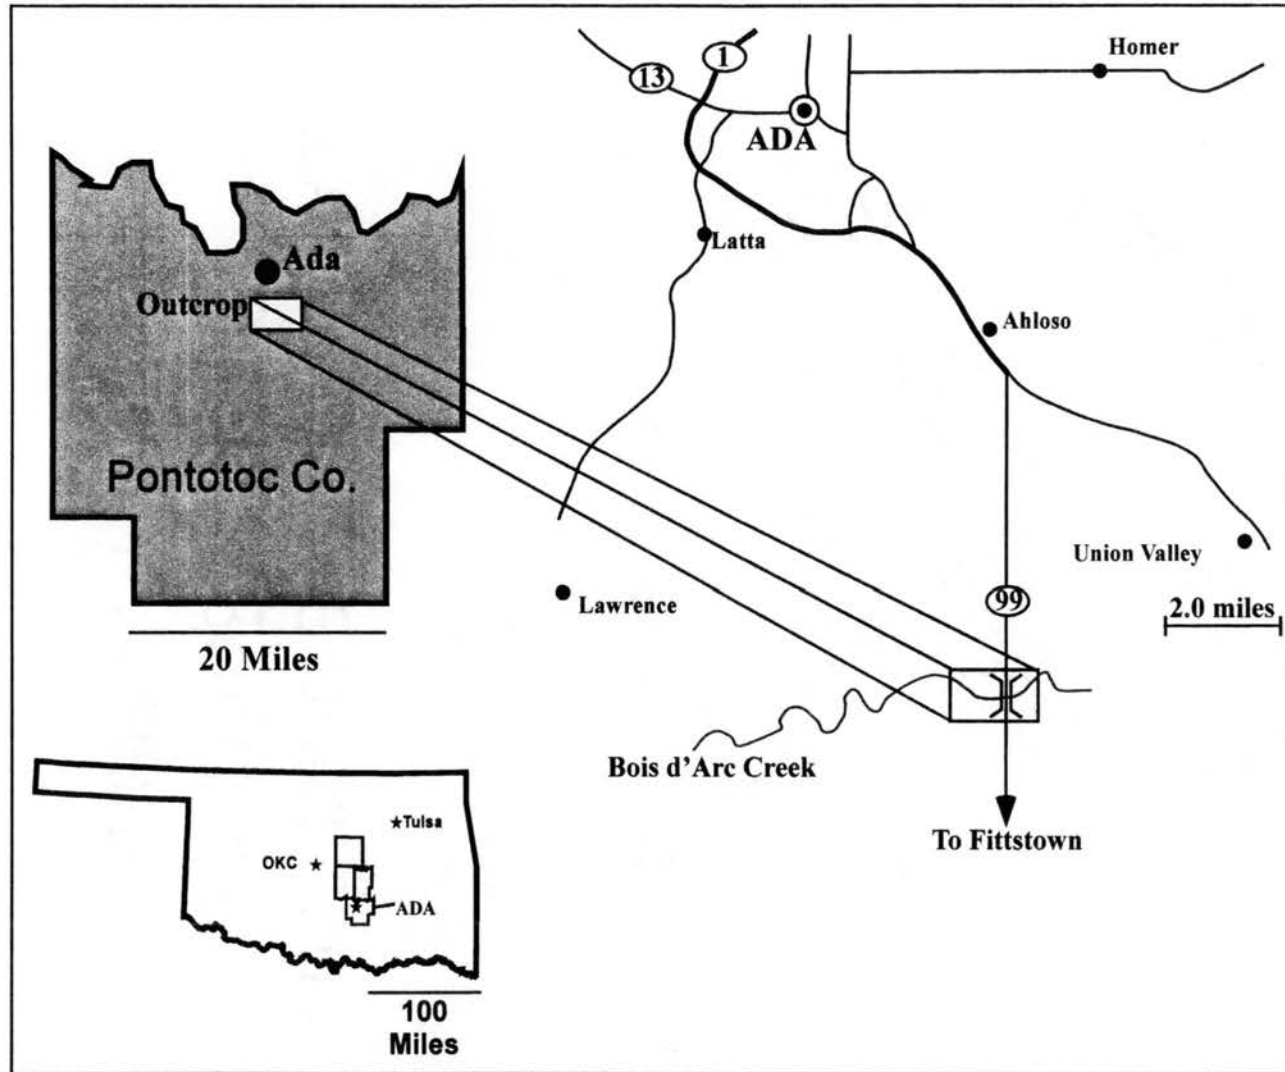 Homer
1
13
ADA
Latta
Ada
Outcrop
Ahloso
Pontotoc Co.
Union Valley
99
Lawrence
2.0 miles
20 Miles
Bois d'Arc Creek
To Fittstown
Tulsa
OKC
ADA
100
Miles